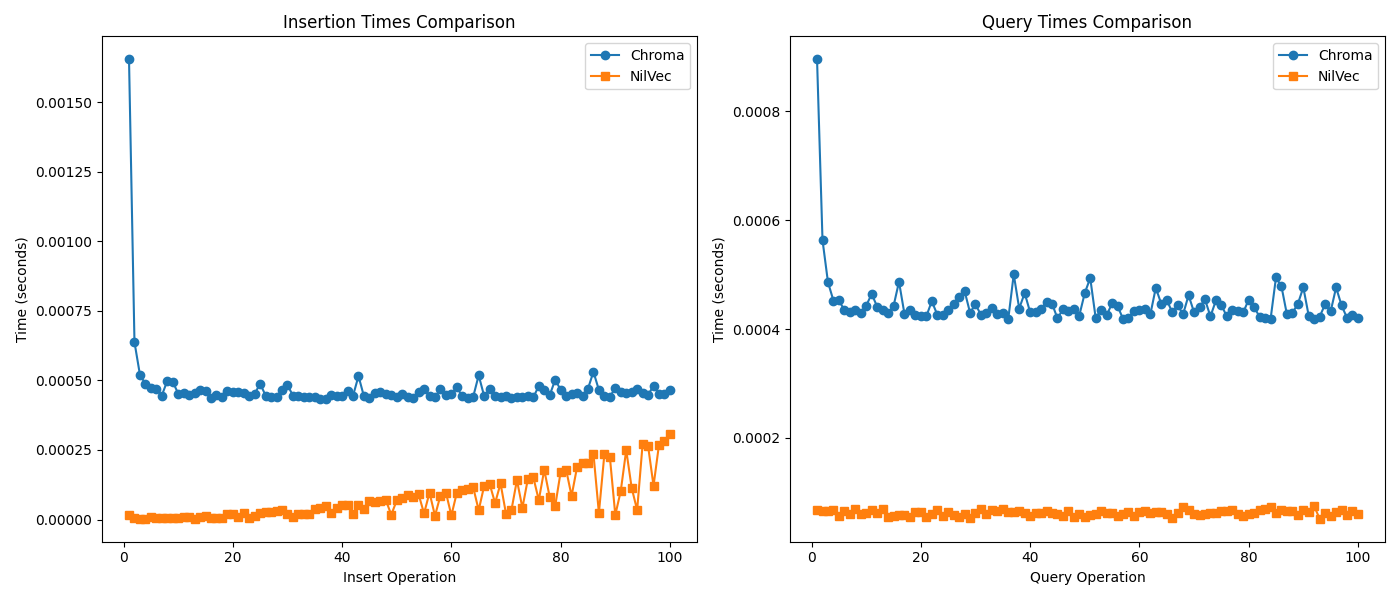 Insertion Times Comparison
Time (seconds)
0.00150
0.00125
0.00100
0.00075
0.00050
0.00025
0.00000
0 20 40 60 80 100
Insert Operation
Chroma
NilVec
Query Times Comparison
Time (seconds)
0.0008
0.0006
0.0004
0.0002
0 20 40 60 80 100
Query Operation
Chroma
NilVec